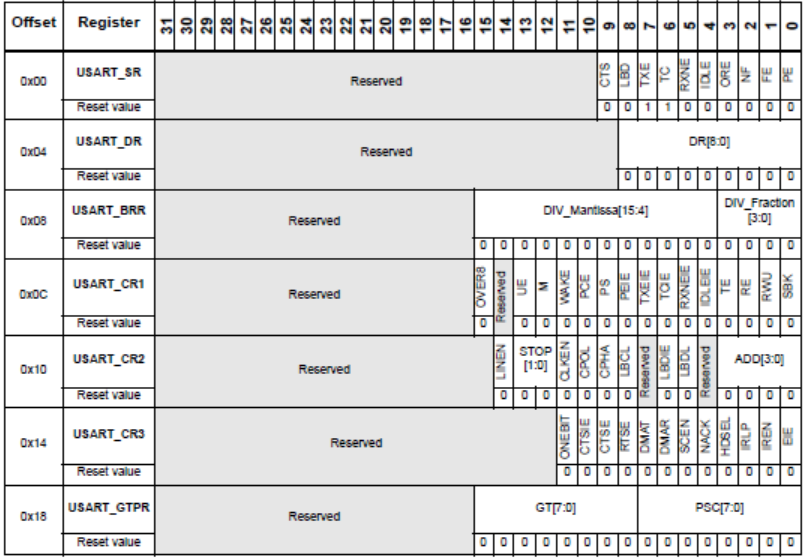 Offset Register 31 30 29 28 27 26 25 24 23 22 21 20 19 18 17 16 15 14 13 12 11 10 9 8 7 6 5 4 3 2 1 0
0x00 USART_SR Reserved CTS LBD TXE TC RXNE IDLE ORE NF FE PE
Reset value 0 0 1 1 0 0 0 0 0 0
0x04 USART_DR Reserved DR[8:0]
Reset value 0 0 0 0 0 0 0 0 0
0x08 USART_BRR Reserved DIV_Mantissa[15:4] DIV_Fraction
[3:0]
Reset value 0 0 0 0 0 0 0 0 0 0 0 0 0 0 0 0
0x0C USART_CR1 Reserved OVER8 Reserved UE M WAKE PCE PS PEIE TXEIE TCIE RXNEIE IDLEIE TE RE RWU SBK
Reset value 0 0 0 0 0 0 0 0 0 0 0 0 0 0 0
0x10 USART_CR2 Reserved LINEN STOP
[1:0] CLKEN CPOL CPHA LBCL Reserved LBDIE LBDL Reserved ADD[3:0]
Reset value 0 0 0 0 0 0 0 0 0 0 0 0 0
0x14 USART_CR3 Reserved ONEBIT CTSIE CTSE RTSE DMAT DMAR SCEN NACK HDSEL IRLP IREN EIE
Reset value 0 0 0 0 0 0 0 0 0 0 0 0
0x18 USART_GTPR Reserved GT[7:0] PSC[7:0]
Reset value 0 0 0 0 0 0 0 0 0 0 0 0 0 0 0 0